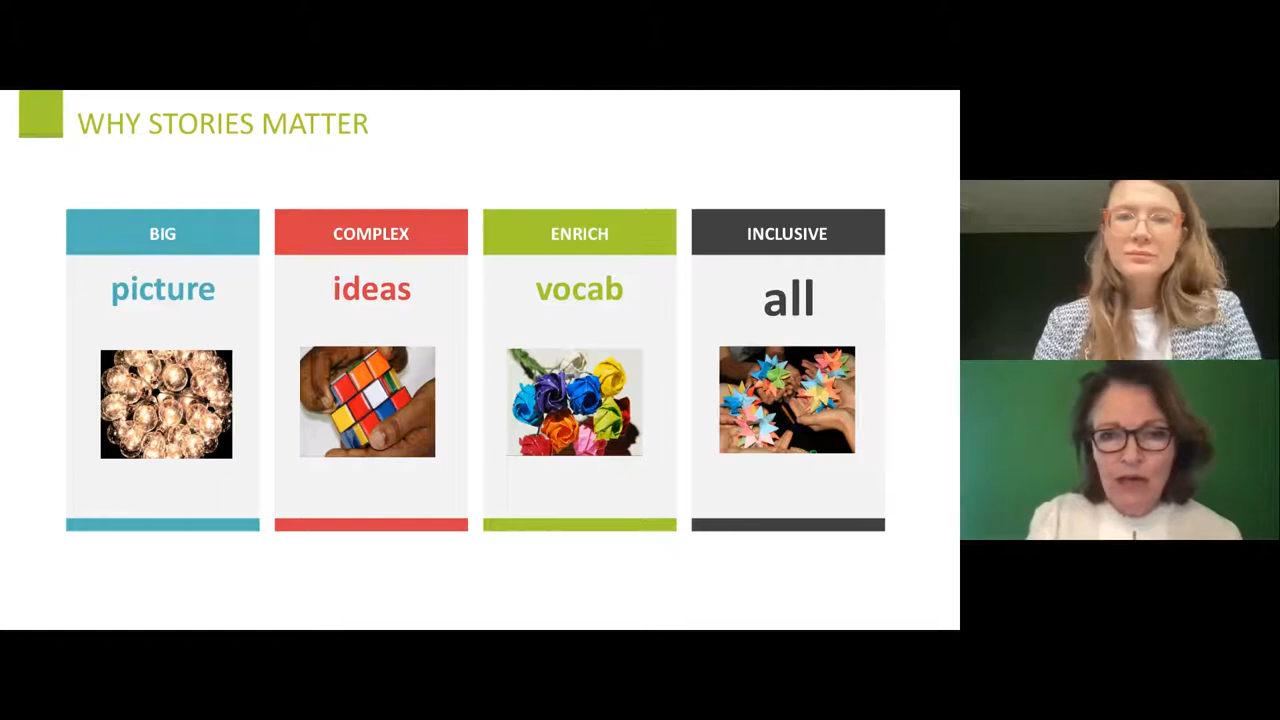 WHY STORIES MATTER
BIG
picture
COMPLEX
ideas
ENRICH
vocab
INCLUSIVE
all